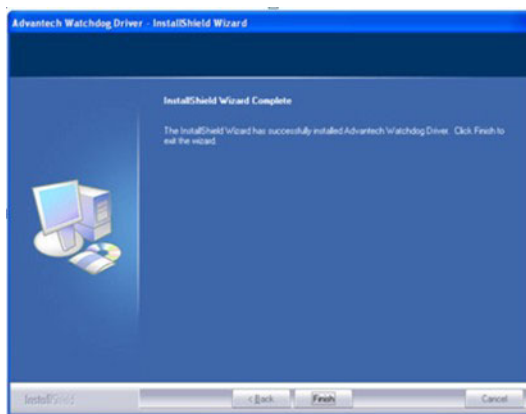 Advantech Watchdog Driver - InstallShield Wizard
InstallShield Wizard Complete
The InstallShield Wizard has successfully installed Advantech Watchdog Driver. Click Finish to
exit the wizard.
InstallShield
< Back
Finish
Cancel